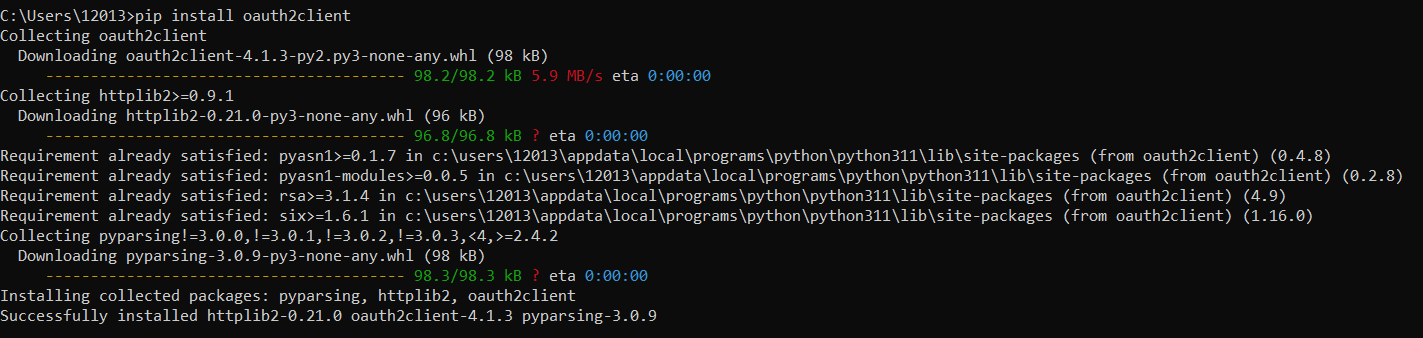 C:\Users\12013>pip install oauth2client
Collecting oauth2client
  Downloading oauth2client-4.1.3-py2.py3-none-any.whl (98 kB)
     ---------------------------------------- 98.2/98.2 kB 5.9 MB/s eta 0:00:00
Collecting httplib2>=0.9.1
  Downloading httplib2-0.21.0-py3-none-any.whl (96 kB)
     ---------------------------------------- 96.8/96.8 kB ? eta 0:00:00
Requirement already satisfied: pyasn1>=0.1.7 in c:\users\12013\appdata\local\programs\python\python311\lib\site-packages (from oauth2client) (0.4.8)
Requirement already satisfied: pyasn1-modules>=0.0.5 in c:\users\12013\appdata\local\programs\python\python311\lib\site-packages (from oauth2client) (0.2.8)
Requirement already satisfied: rsa>=3.1.4 in c:\users\12013\appdata\local\programs\python\python311\lib\site-packages (from oauth2client) (4.9)
Requirement already satisfied: six>=1.6.1 in c:\users\12013\appdata\local\programs\python\python311\lib\site-packages (from oauth2client) (1.16.0)
Collecting pyparsing!=3.0.0,!=3.0.1,!=3.0.2,!=3.0.3,<4,>=2.4.2
  Downloading pyparsing-3.0.9-py3-none-any.whl (98 kB)
     ---------------------------------------- 98.3/98.3 kB ? eta 0:00:00
Installing collected packages: pyparsing, httplib2, oauth2client
Successfully installed httplib2-0.21.0 oauth2client-4.1.3 pyparsing-3.0.9